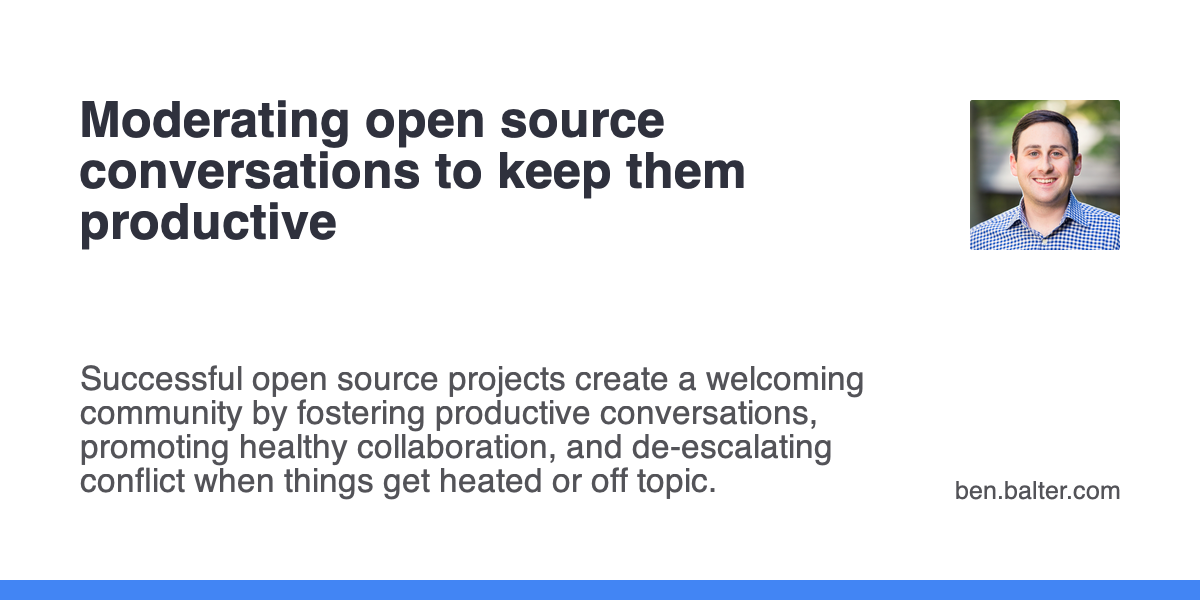 Moderating open source
conversations to keep them
productive
Successful open source projects create a welcoming
community by fostering productive conversations,
promoting healthy collaboration, and de-escalating
conflict when things get heated or off topic.
ben.balter.com